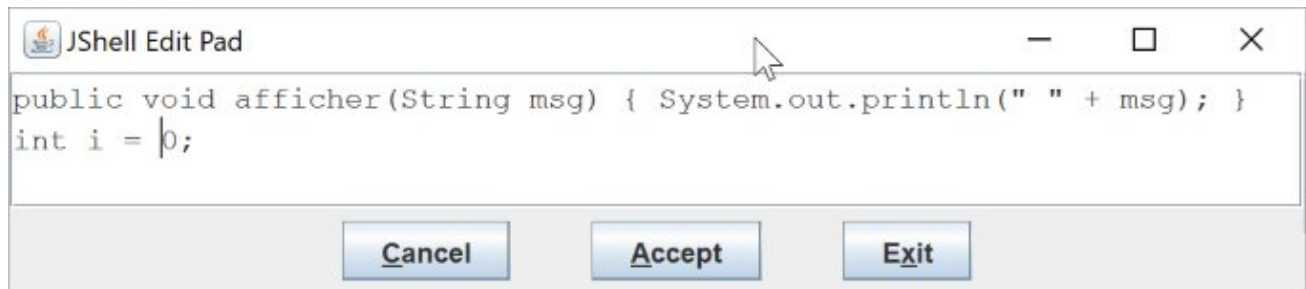 JShell Edit Pad
public void afficher(String msg) { System.out.println(" " + msg); }
int i = 0;
Cancel Accept Exit